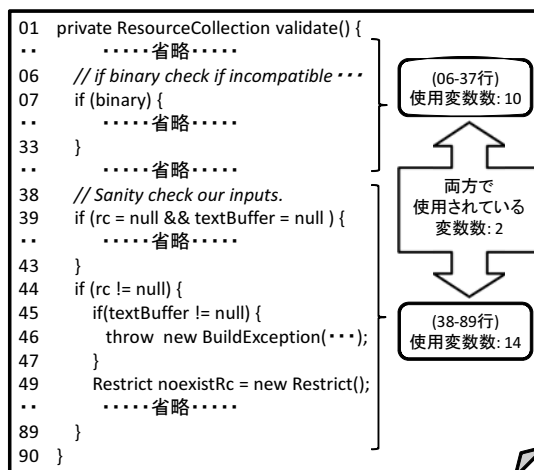 01 private ResourceCollection validate() {
‥ ・・・・・省略・・・・・
06 // if binary check if incompatible ・・・
07 if (binary) {
‥ ・・・・・省略・・・・・
33 }
‥ ・・・・・省略・・・・・
38 // Sanity check our inputs.
39 if (rc = null && textBuffer = null ) {
‥ ・・・・・省略・・・・・
43 }
44 if (rc != null) {
45 if(textBuffer != null) {
46 throw new BuildException(・・・);
47 }
49 Restrict noexistRc = new Restrict();
‥ ・・・・・省略・・・・・
89 }
90 }
(06-37行)
使用変数数: 10
両方で
使用されている
変数数: 2
(38-89行)
使用変数数: 14